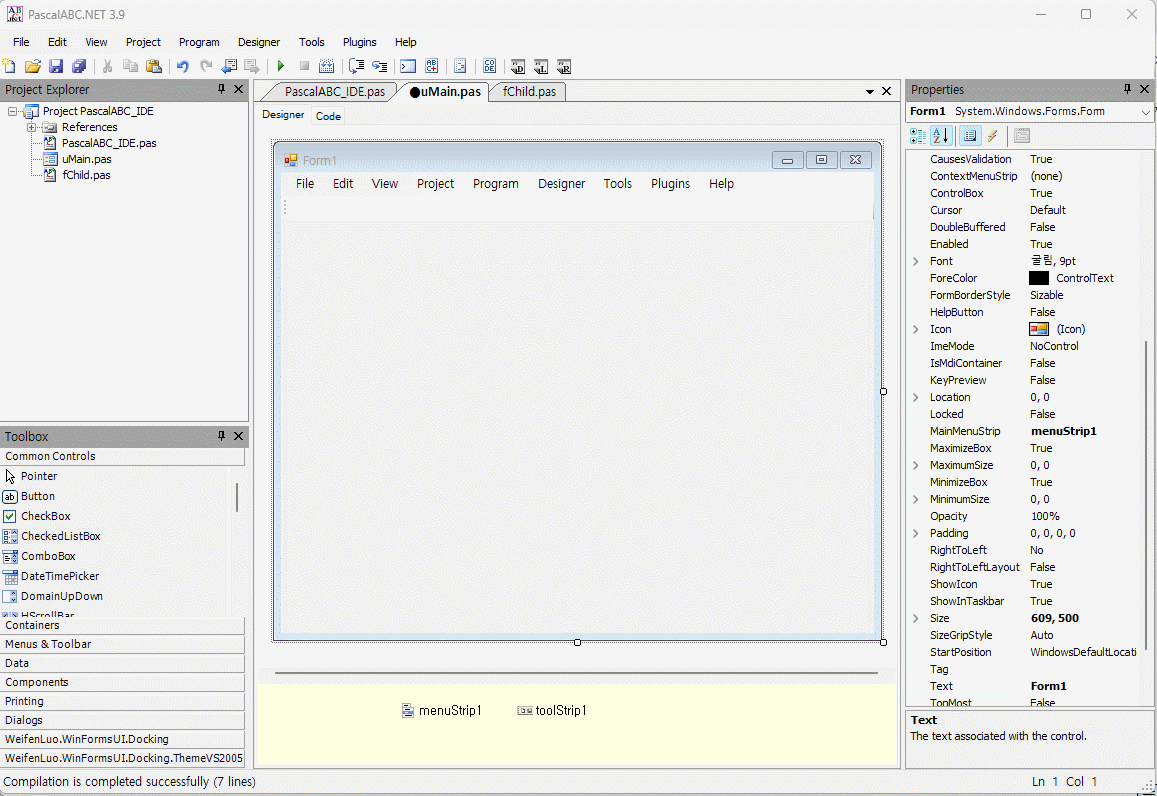 PascalABC.NET 3.9
File Edit View Project Program Designer Tools Plugins Help
Project Explorer
Project PascalABC_IDE
References
PascalABC_IDE.pas
uMain.pas
fChild.pas
Toolbox
Common Controls
Pointer
Button
CheckBox
CheckedListBox
ComboBox
DateTimePicker
DomainUpDown
HScrollBar
Containers
Menus & Toolbar
Data
Components
Printing
Dialogs
WeifenLuo.WinFormsUI.Docking
WeifenLuo.WinFormsUI.Docking.ThemeVS2005
PascalABC_IDE.pas ●uMain.pas fChild.pas
Designer Code
Form1
File Edit View Project Program Designer Tools Plugins Help
menuStrip1 toolStrip1
Properties
Form1 System.Windows.Forms.Form
CausesValidation True
ContextMenuStrip (none)
ControlBox True
Cursor Default
DoubleBuffered False
Enabled True
Font 굴림, 9pt
ForeColor ControlText
FormBorderStyle Sizable
HelpButton False
Icon (Icon)
ImeMode NoControl
IsMdiContainer False
KeyPreview False
Location 0, 0
Locked False
MainMenuStrip menuStrip1
MaximizeBox True
MaximumSize 0, 0
MinimizeBox True
MinimumSize 0, 0
Opacity 100%
Padding 0, 0, 0, 0
RightToLeft No
RightToLeftLayout False
ShowIcon True
ShowInTaskbar True
Size 609, 500
SizeGripStyle Auto
StartPosition WindowsDefaultLocati
Tag
Text Form1
TopMost False
Text
The text associated with the control.
Compilation is completed successfully (7 lines)
Ln 1 Col 1